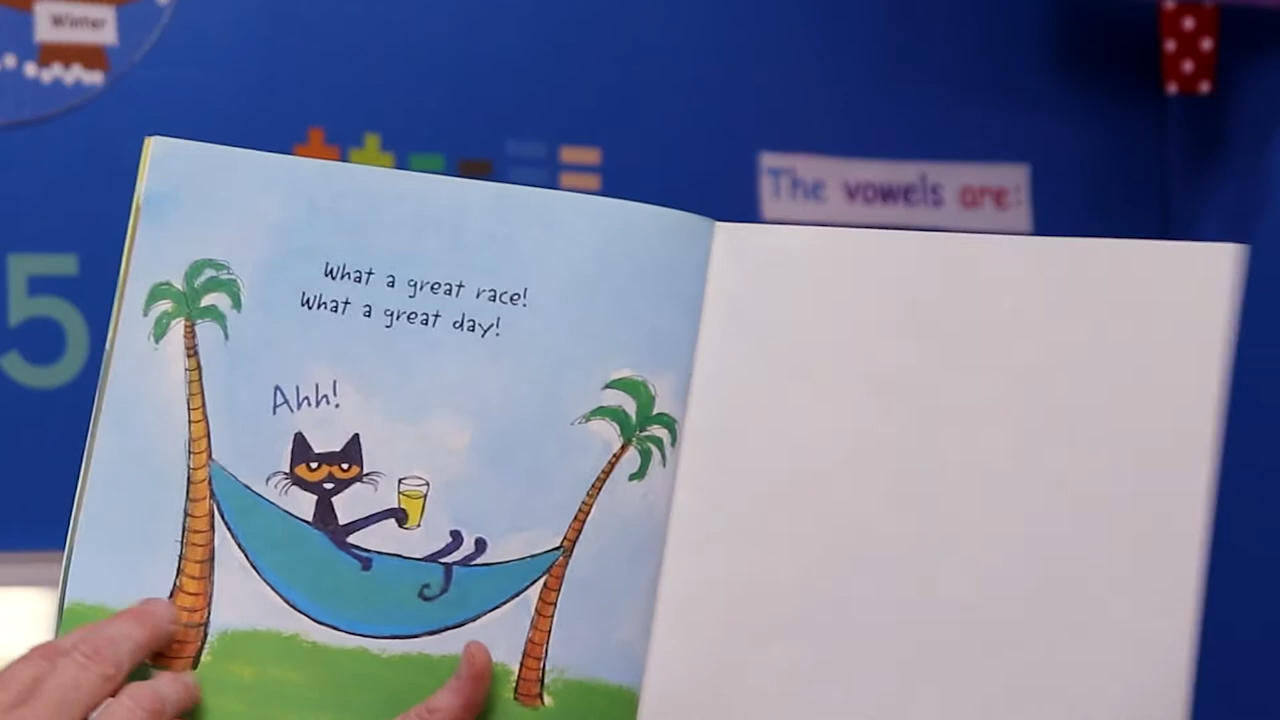 Winter
The vowels are:
5
What a great race!
What a great day!
Ahh!